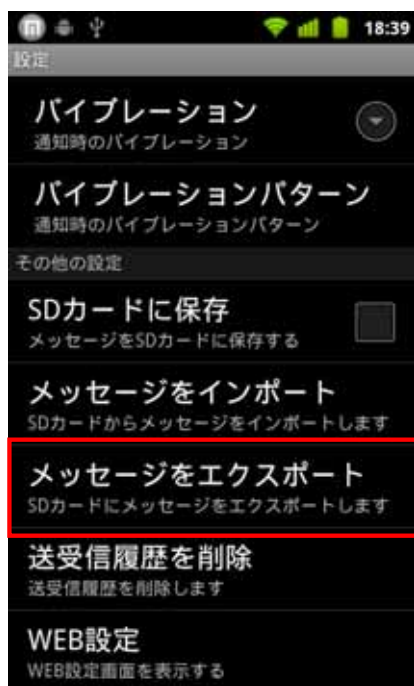 18:39
設定
バイブレーション
通知時のバイブレーション
バイブレーションパターン
通知時のバイブレーションパターン
その他の設定
SDカードに保存
メッセージをSDカードに保存する
メッセージをインポート
SDカードからメッセージをインポートします
メッセージをエクスポート
SDカードにメッセージをエクスポートします
送受信履歴を削除
送受信履歴を削除します
WEB設定
WEB設定画面を表示する